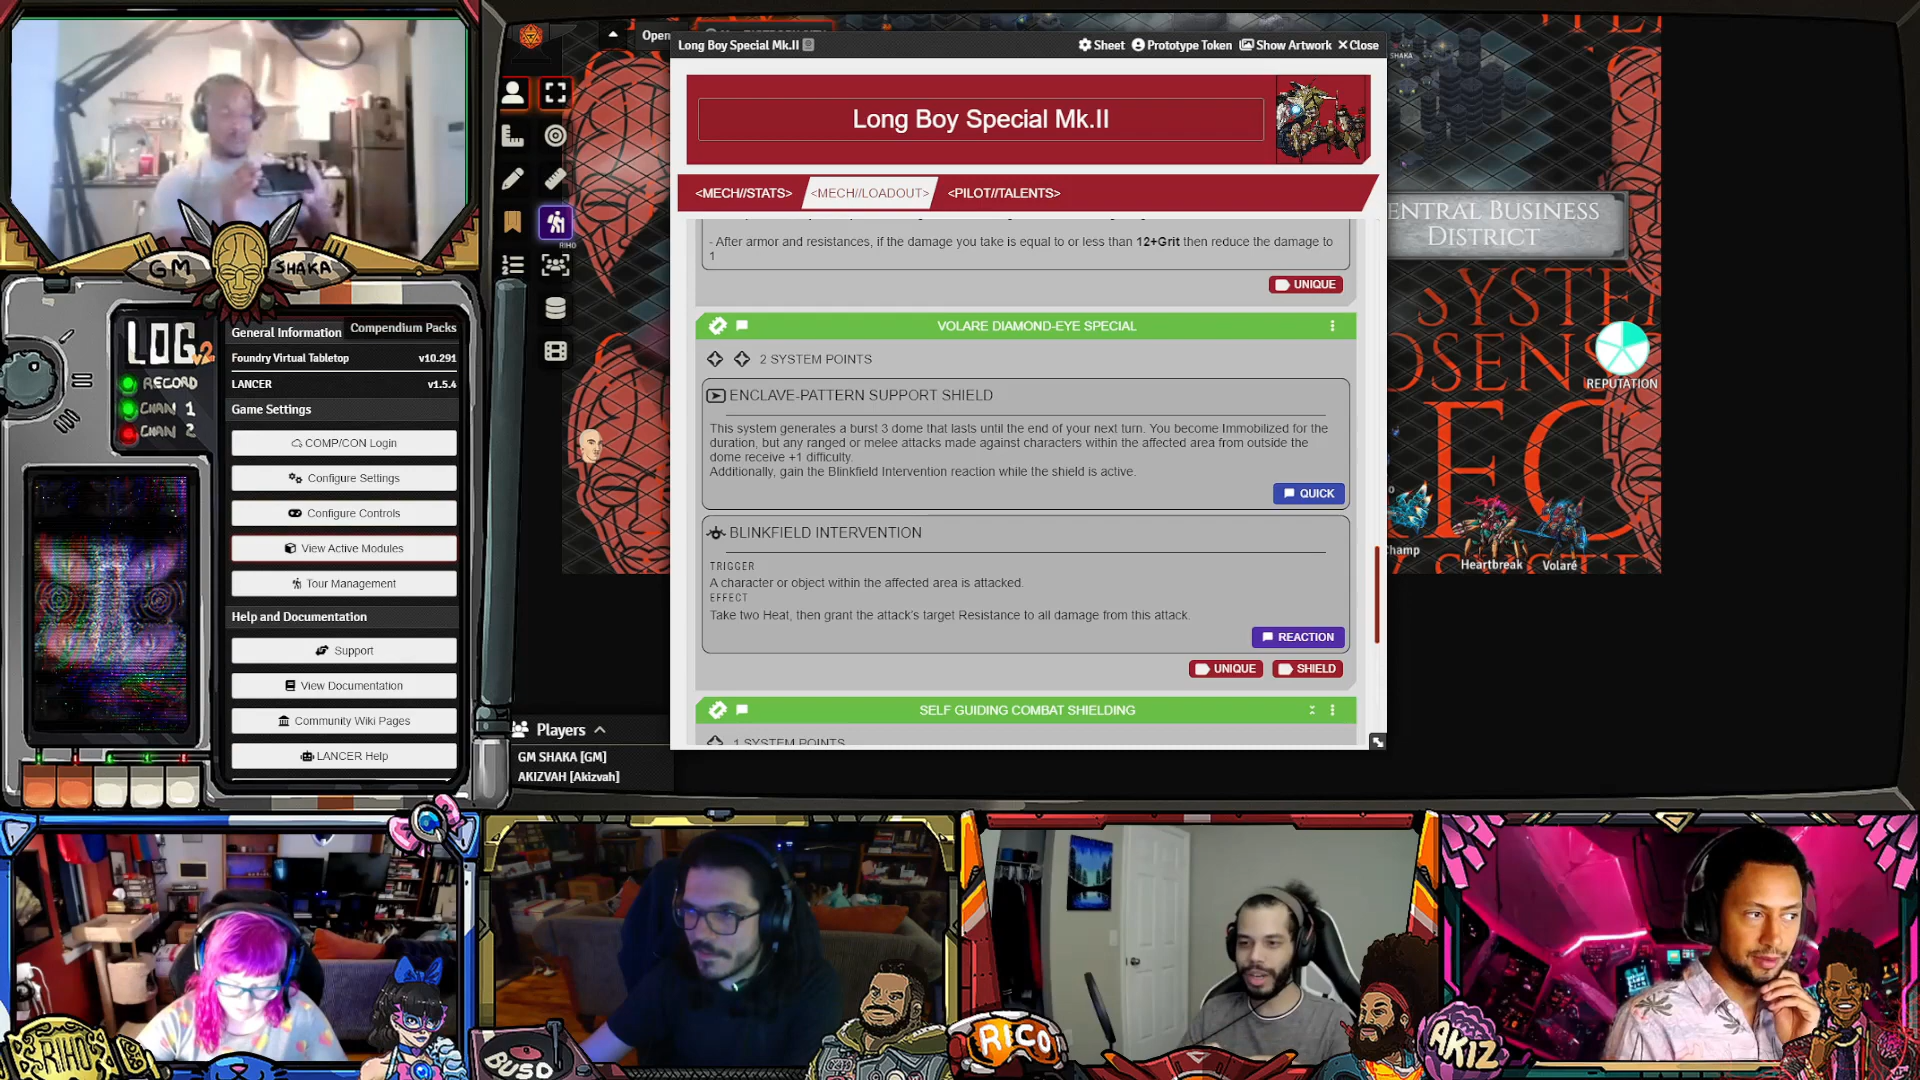 GM
SHAKA
LOG
v2
RECORD
CHAN 1
CHAN 2
General Information
Compendium Packs
Foundry Virtual Tabletop
v10.291
LANCER
v1.5.4
Game Settings
COMP/CON Login
Configure Settings
Configure Controls
View Active Modules
Tour Management
Help and Documentation
Support
View Documentation
Community Wiki Pages
LANCER Help
RIHO
Players
GM SHAKA [GM]
AKIZVAH [Akizvah]
Long Boy Special Mk.II
Sheet
Prototype Token
Show Artwork
Close
Long Boy Special Mk.II
<MECH//STATS>
<MECH//LOADOUT>
<PILOT//TALENTS>
- After armor and resistances, if the damage you take is equal to or less than 12+Grit then reduce the damage to
1
UNIQUE
VOLARE DIAMOND-EYE SPECIAL
2 SYSTEM POINTS
ENCLAVE-PATTERN SUPPORT SHIELD
This system generates a burst 3 dome that lasts until the end of your next turn. You become Immobilized for the
duration, but any ranged or melee attacks made against characters within the affected area from outside the
dome receive +1 difficulty.
Additionally, gain the Blinkfield Intervention reaction while the shield is active.
QUICK
BLINKFIELD INTERVENTION
TRIGGER
A character or object within the affected area is attacked.
EFFECT
Take two Heat, then grant the attack's target Resistance to all damage from this attack.
REACTION
UNIQUE
SHIELD
SELF GUIDING COMBAT SHIELDING
1 SYSTEM POINTS
SHAKA
ENTRAL BUSINESS
DISTRICT
REPUTATION
Champ
Heartbreak
Volaré
RIHO
BUSD
RICO
AKIZ